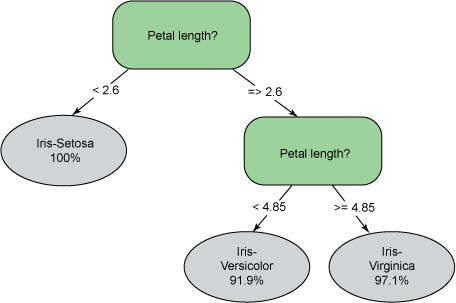 Petal length?
< 2.6
=> 2.6
Iris-Setosa
100%
Petal length?
< 4.85
>= 4.85
Iris-
Versicolor
91.9%
Iris-
Virginica
97.1%